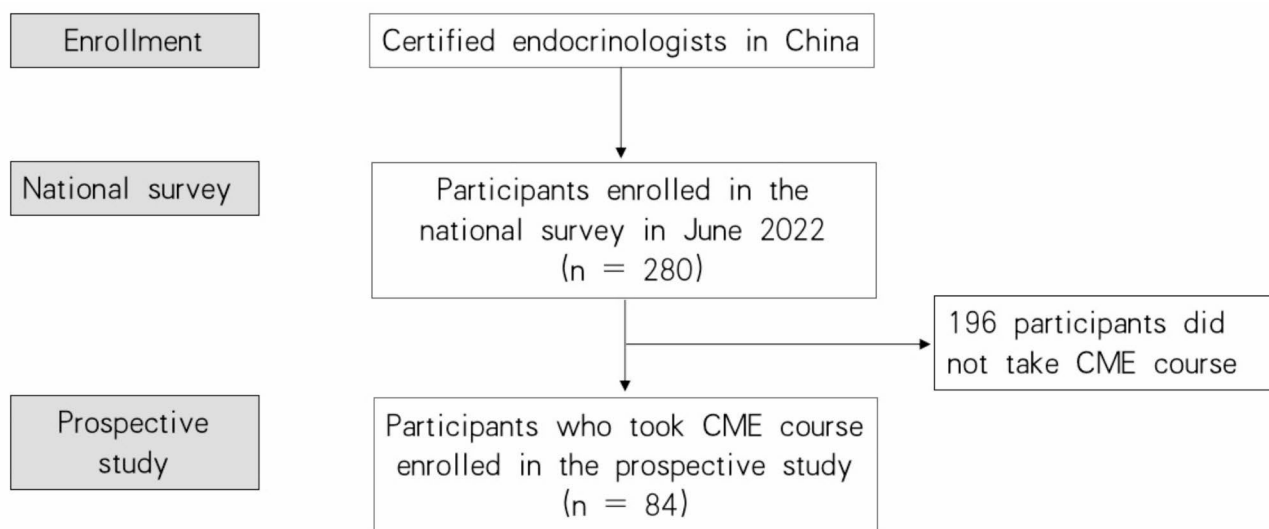 Enrollment
Certified endocrinologists in China
National survey
Participants enrolled in the
national survey in June 2022
(n = 280)
196 participants did
not take CME course
Prospective
study
Participants who took CME course
enrolled in the prospective study
(n = 84)